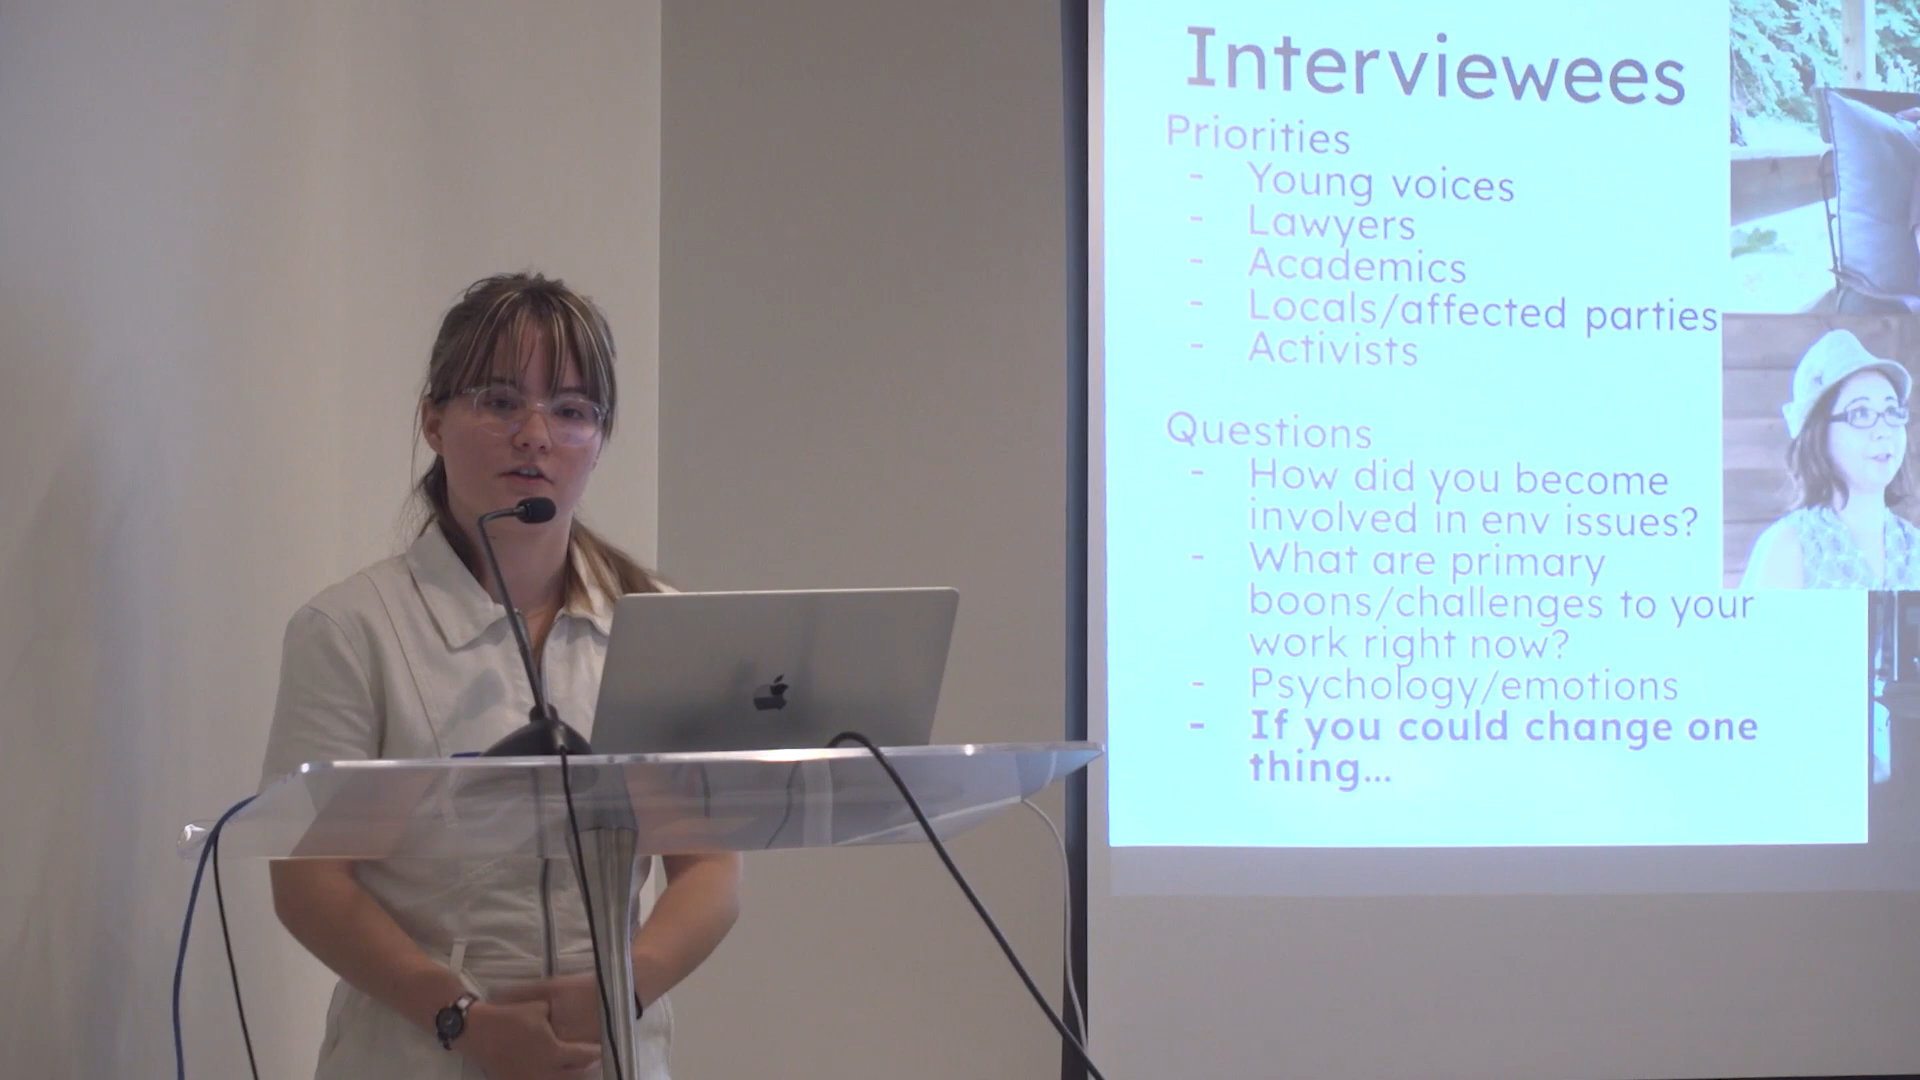 Interviewees
Priorities
- Young voices
- Lawyers
- Academics
- Locals/affected parties
- Activists
Questions
- How did you become
involved in env issues?
- What are primary
boons/challenges to your
work right now?
- Psychology/emotions
- If you could change one
thing...